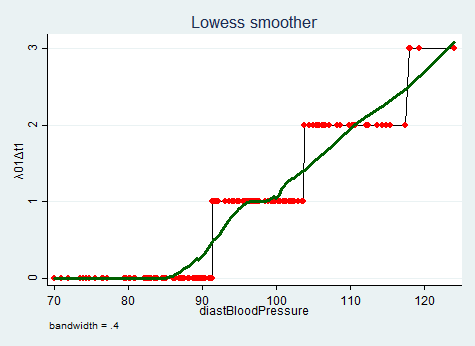 Lowess smoother
λ01Δt1
3
2
1
0
70 80 90 100 110 120
diastBloodPressure
bandwidth = .4